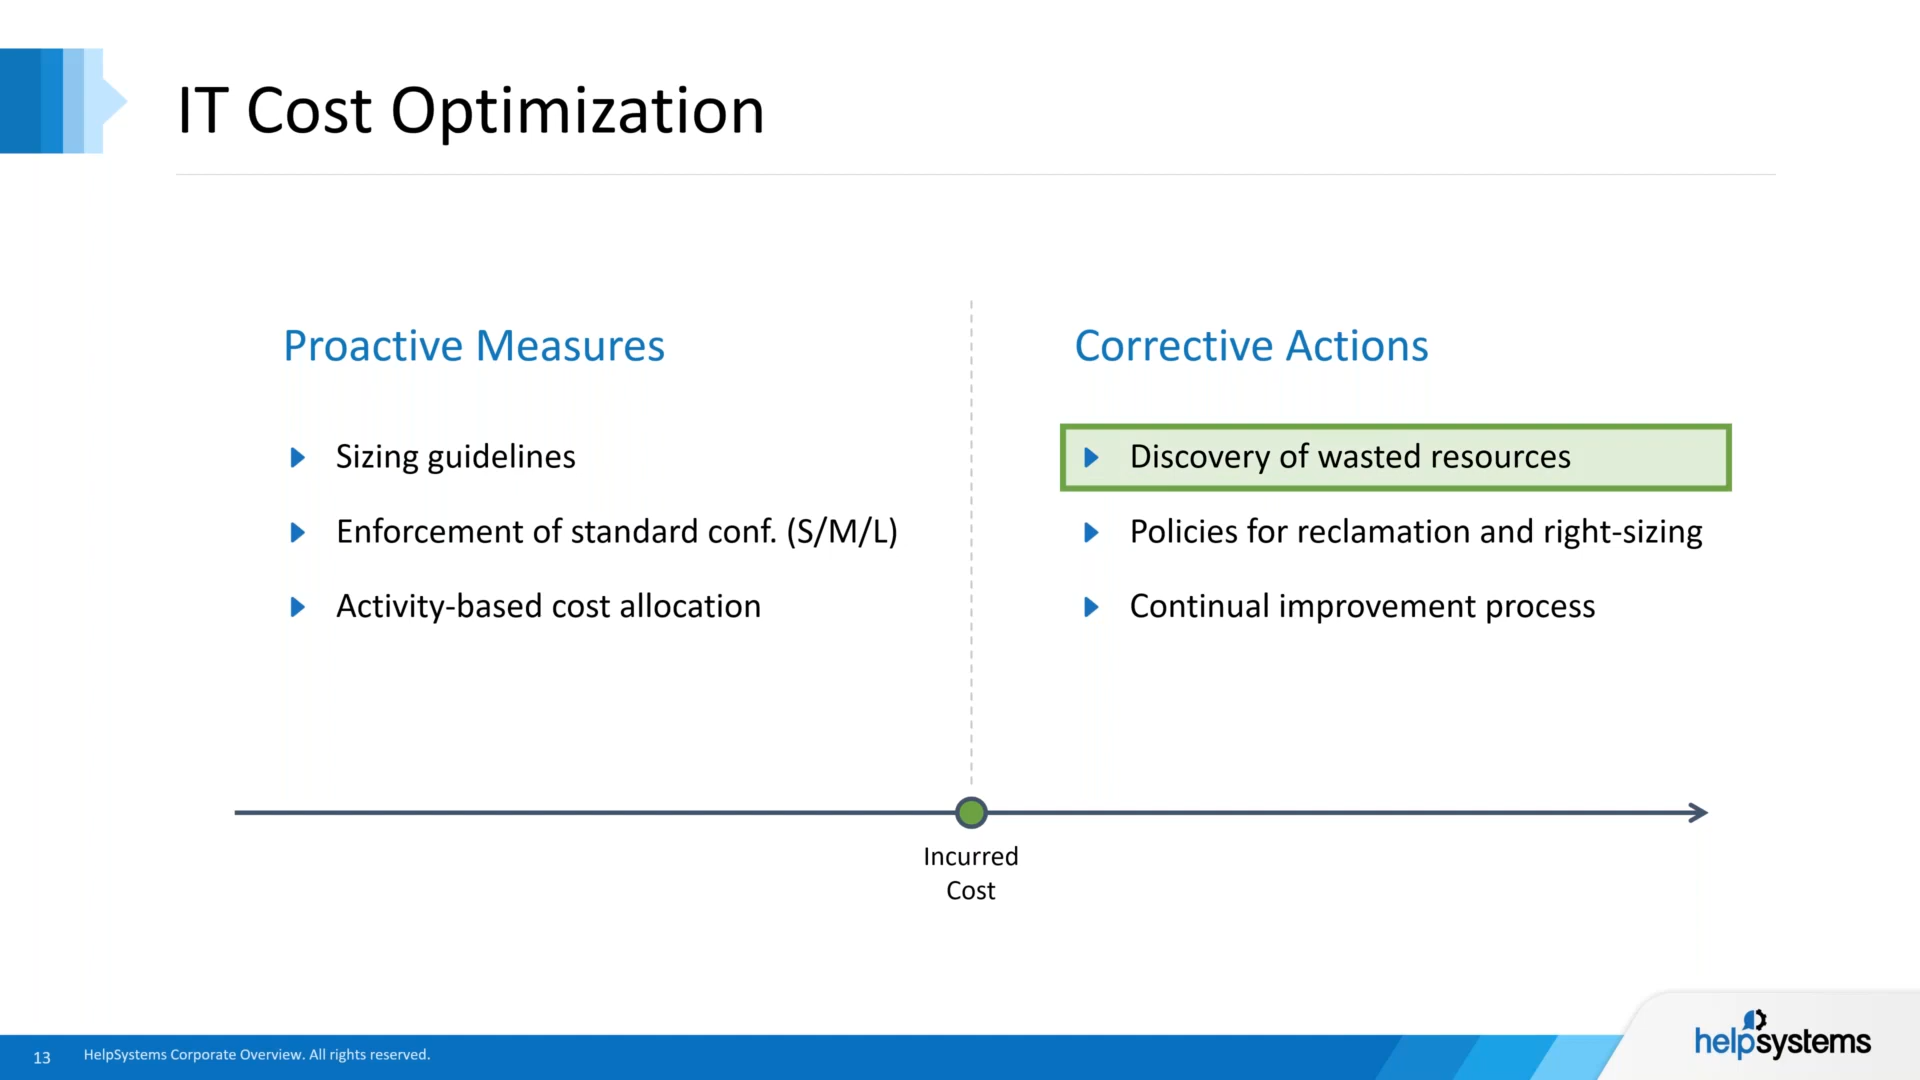 IT Cost Optimization
Proactive Measures
Sizing guidelines
Enforcement of standard conf. (S/M/L)
Activity-based cost allocation
Corrective Actions
Discovery of wasted resources
Policies for reclamation and right-sizing
Continual improvement process
Incurred
Cost
13
HelpSystems Corporate Overview. All rights reserved.
helpsystems